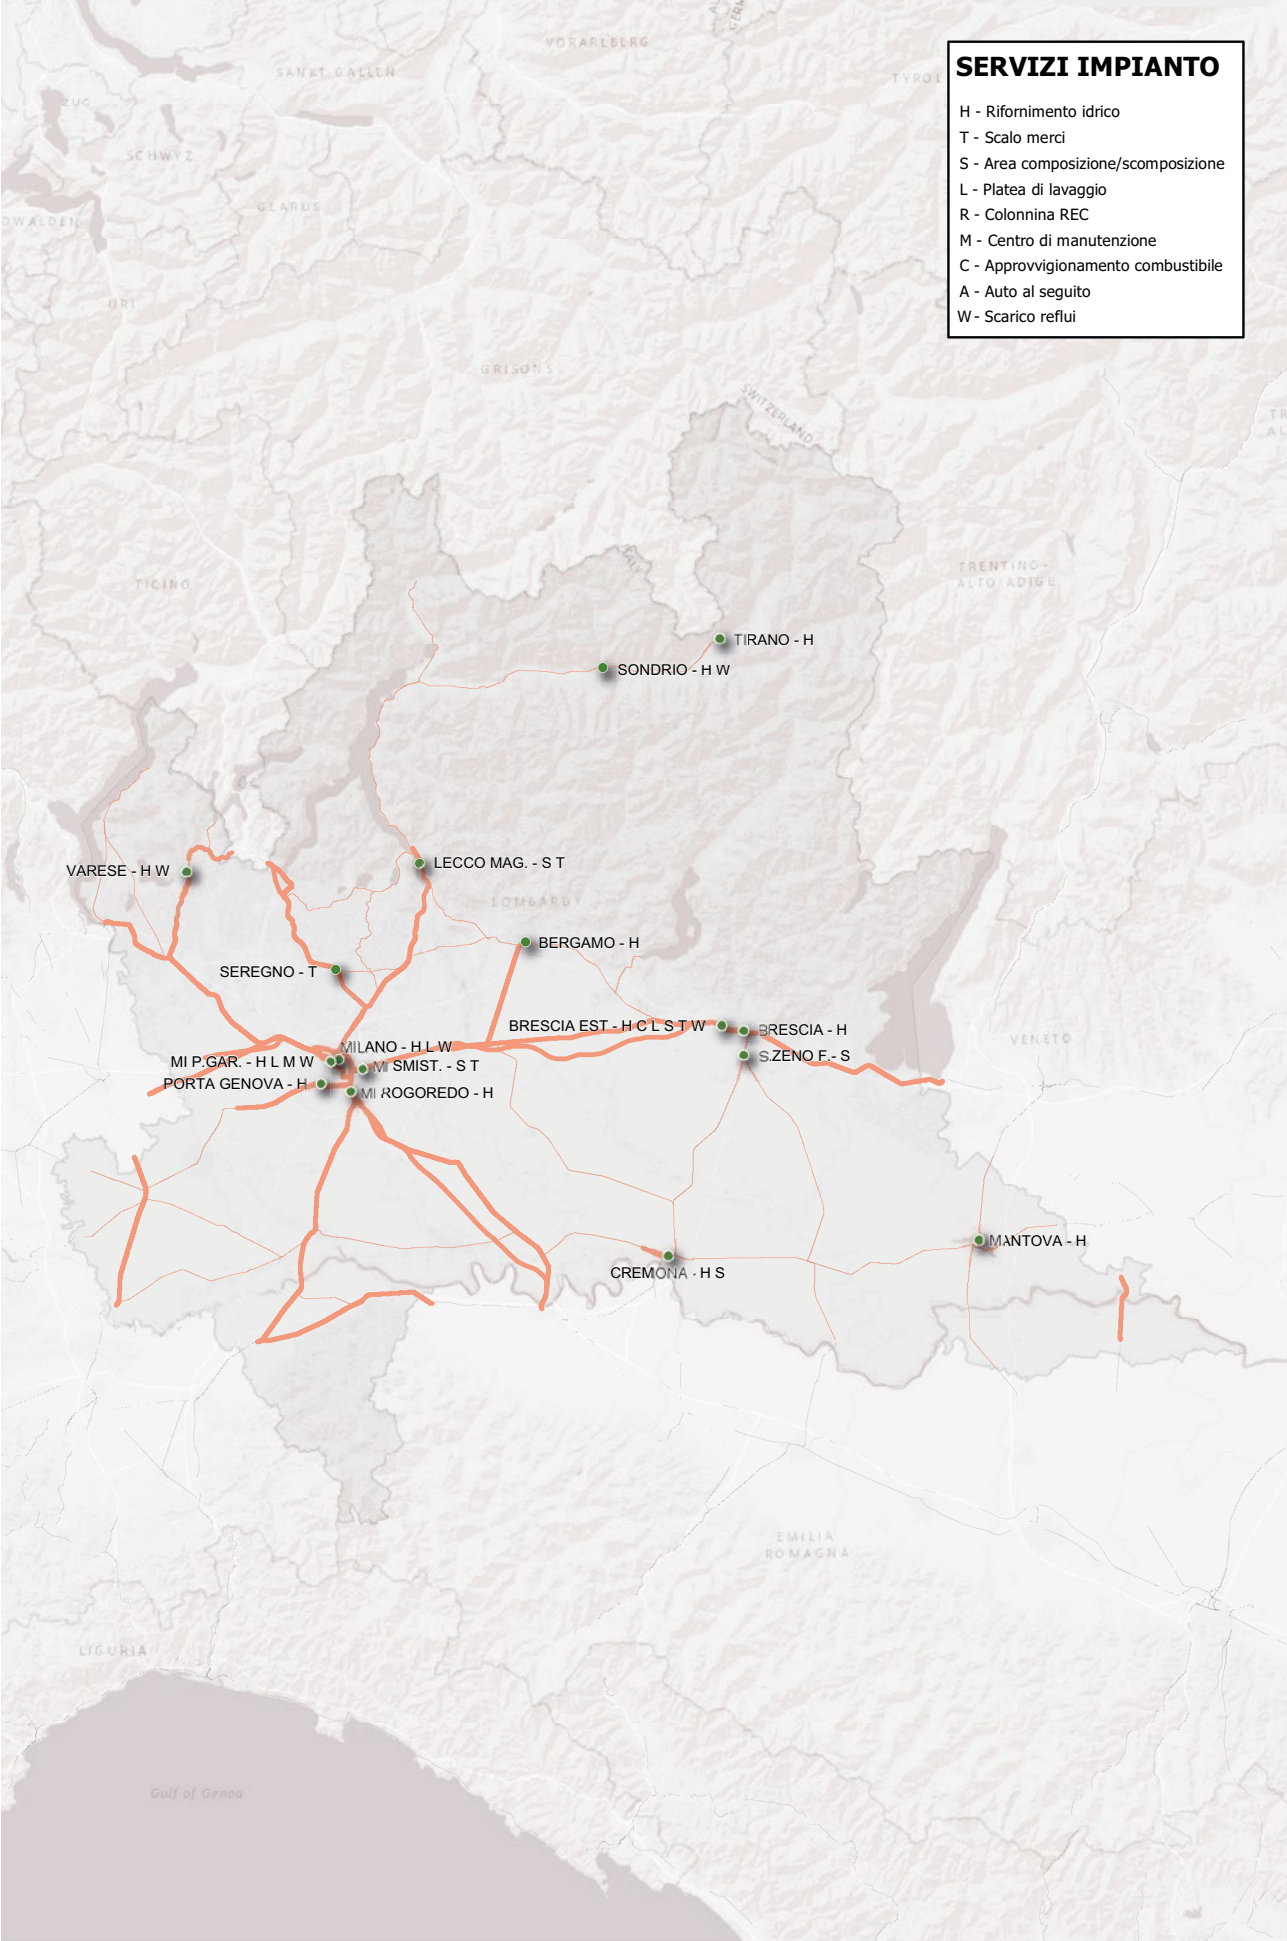 VORARLBERG
SANKT GALLEN
TYROL
ZUG
SCHWYZ
GLARUS
URI
GRISONS
SWITZERLAND
SERVIZI IMPIANTO
H - Rifornimento idrico
T - Scalo merci
S - Area composizione/scomposizione
L - Platea di lavaggio
R - Colonnina REC
M - Centro di manutenzione
C - Approvvigionamento combustibile
A - Auto al seguito
W - Scarico reflui
ITALY
TICINO
TRENTINO-
ALTO ADIGE
TIRANO - H
SONDRIO - H W
VARESE - H W
LECCO MAG. - S T
LOMBARDY
BERGAMO - H
SEREGNO - T
BRESCIA EST - H C L S T W
BRESCIA - H
VENETO
MILANO - H L W
S.ZENO F.- S
MI P.GAR. - H L M W
MI SMIST. - S T
PORTA GENOVA - H
MI ROGOREDO - H
MANTOVA - H
CREMONA - H S
EMILIA
ROMAGNA
LIGURIA
Gulf of Genoa